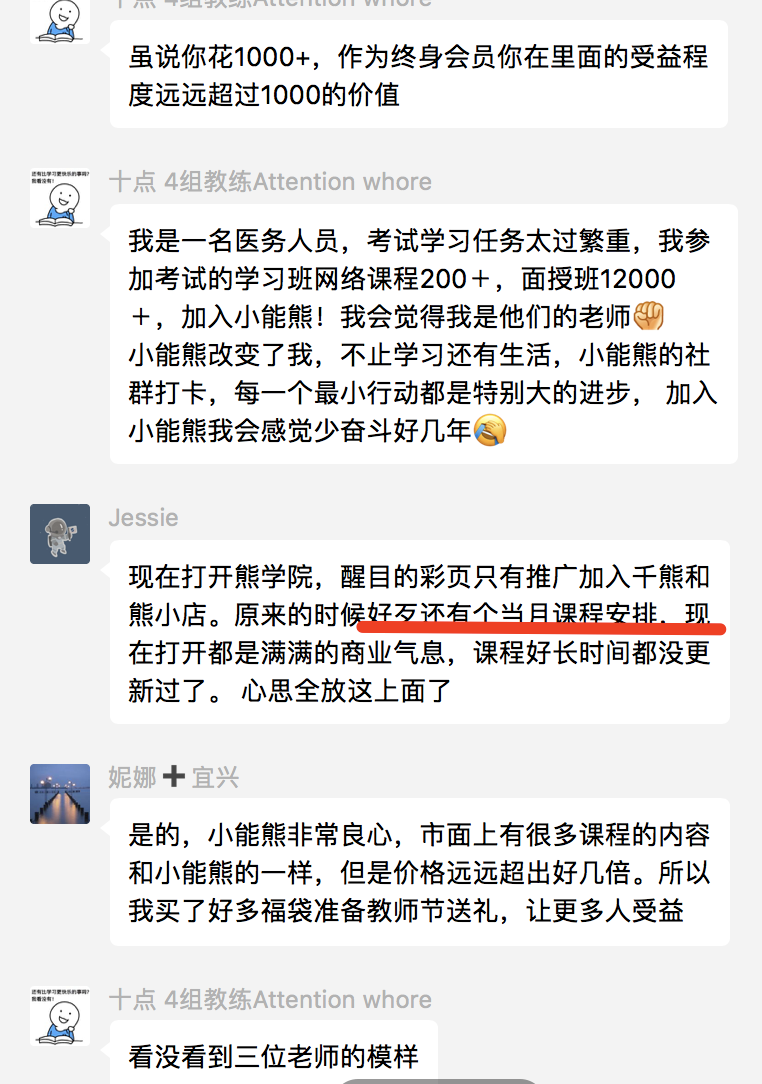 十点 4组教练Attention whore
虽说你花1000+，作为终身会员你在里面的受益程
度远远超过1000的价值
十点 4组教练Attention whore
还有比学习更快乐的事吗?
我看没有!
我是一名医务人员，考试学习任务太过繁重，我参
加考试的学习班网络课程200＋，面授班12000
＋，加入小能熊！我会觉得我是他们的老师✊
小能熊改变了我，不止学习还有生活，小能熊的社
群打卡，每一个最小行动都是特别大的进步， 加入
小能熊我会感觉少奋斗好几年🤦
Jessie
现在打开熊学院，醒目的彩页只有推广加入千熊和
熊小店。原来的时候好歹还有个当月课程安排，现
在打开都是满满的商业气息，课程好长时间都没更
新过了。 心思全放这上面了
妮娜➕宜兴
是的，小能熊非常良心，市面上有很多课程的内容
和小能熊的一样，但是价格远远超出好几倍。所以
我买了好多福袋准备教师节送礼，让更多人受益
十点 4组教练Attention whore
还有比学习更快乐的事吗?
我看没有!
看没看到三位老师的模样